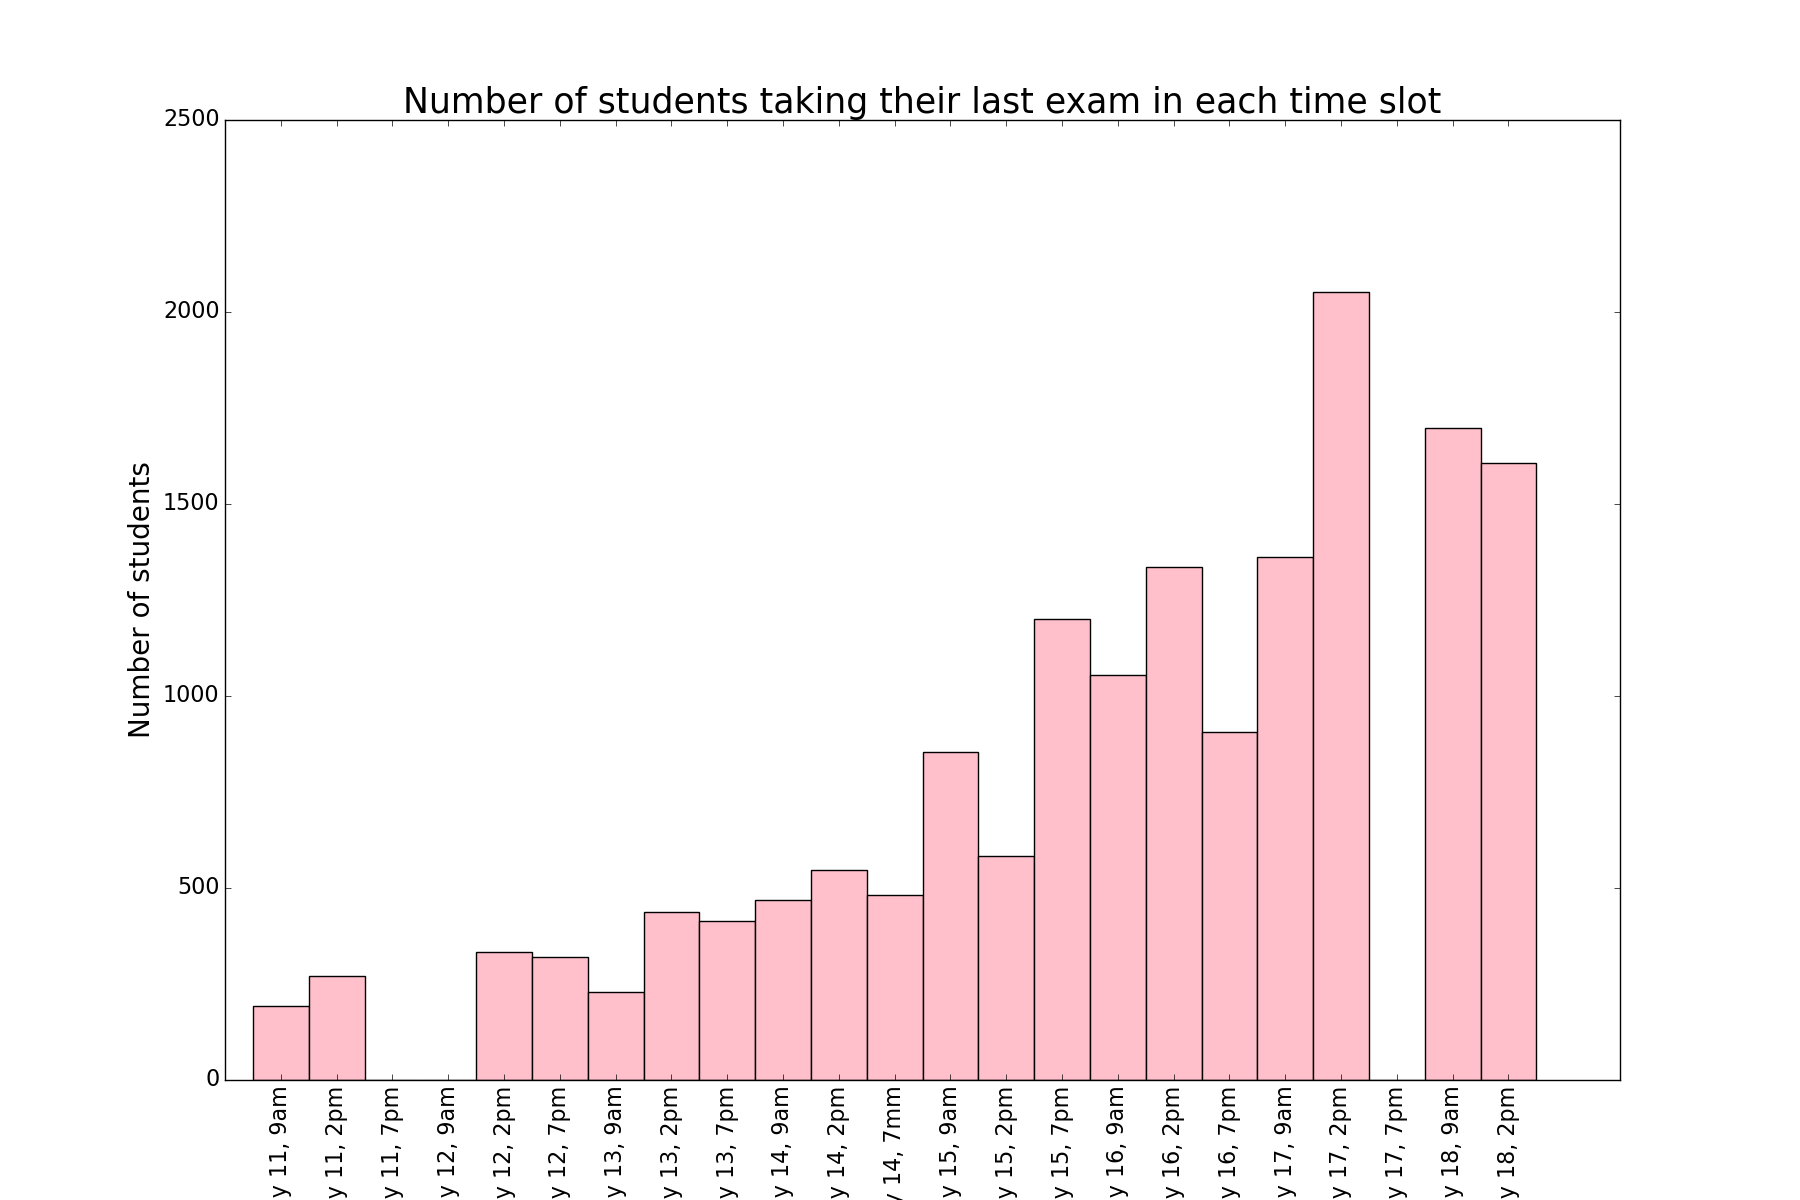 Number of students taking their last exam in each time slot
Number of students
2500
2000
1500
1000
500
0
y 11, 9am
y 11, 2pm
y 11, 7pm
y 12, 9am
y 12, 2pm
y 12, 7pm
y 13, 9am
y 13, 2pm
y 13, 7pm
y 14, 9am
y 14, 2pm
y 14, 7mm
y 15, 9am
y 15, 2pm
y 15, 7pm
y 16, 9am
y 16, 2pm
y 16, 7pm
y 17, 9am
y 17, 2pm
y 17, 7pm
y 18, 9am
y 18, 2pm